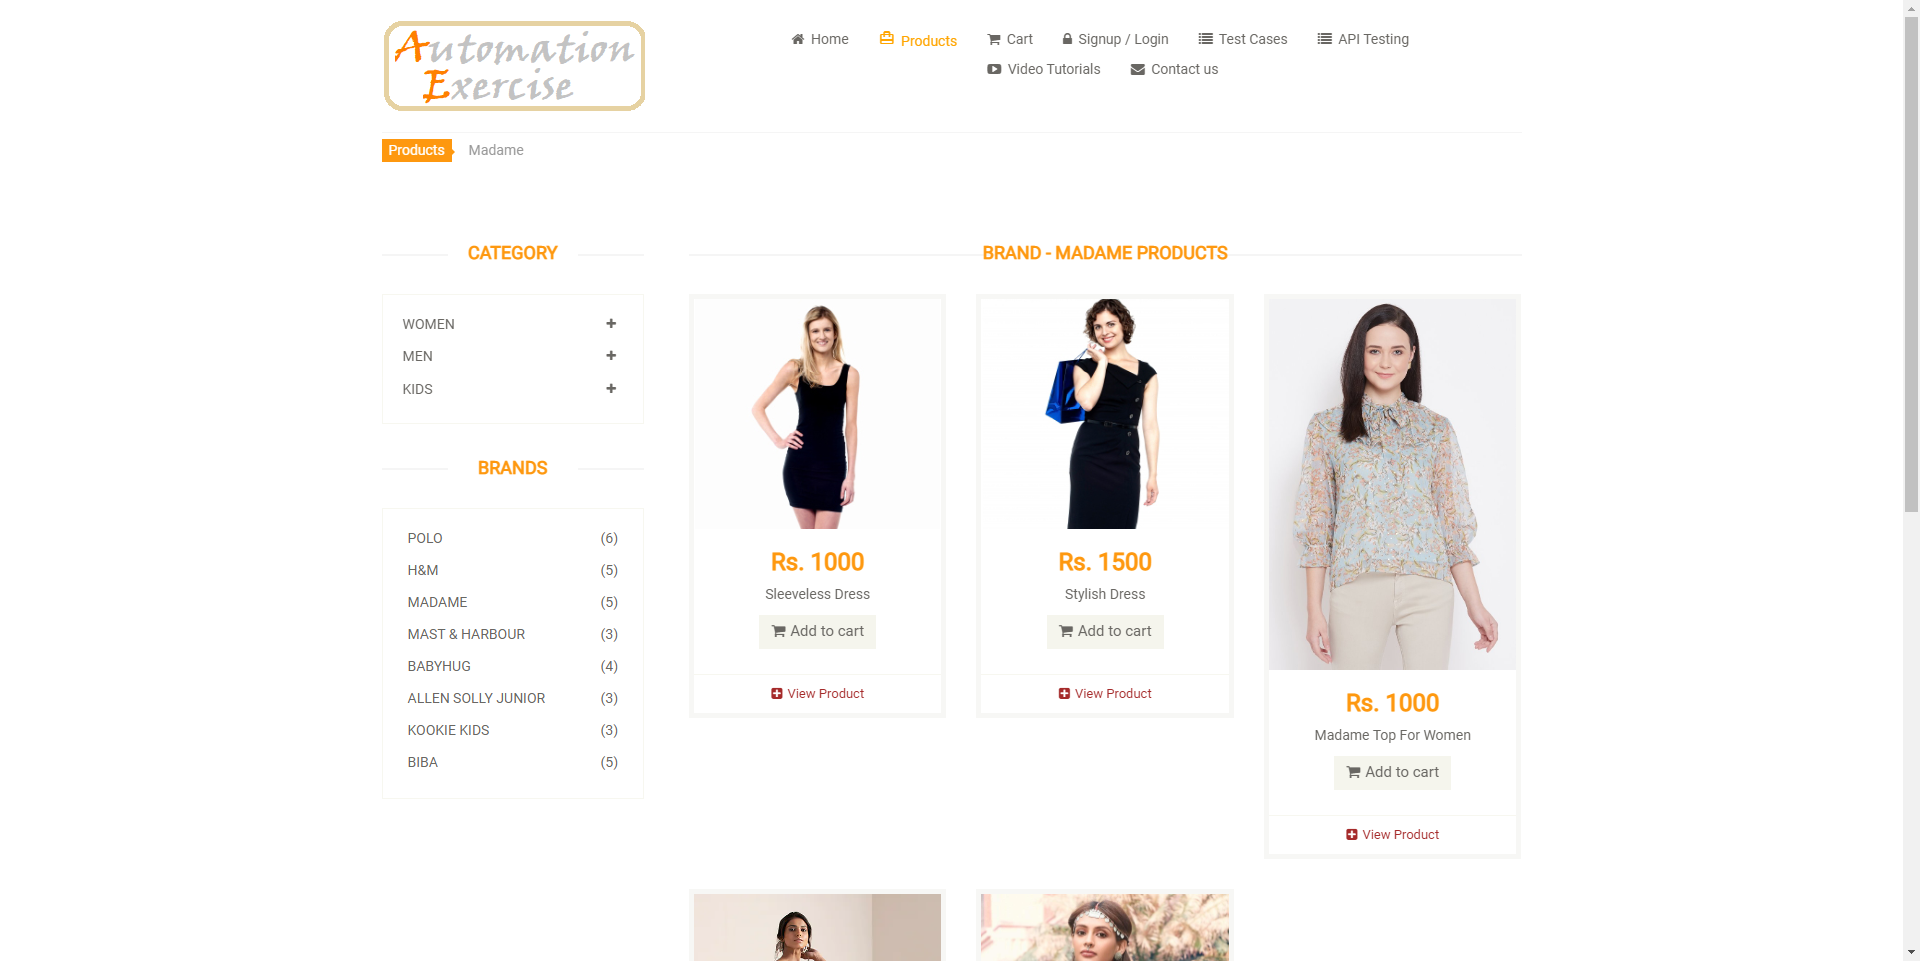 Automation
Exercise
Home
Products
Cart
Signup / Login
Test Cases
API Testing
Video Tutorials
Contact us
Products
Madame
CATEGORY
WOMEN
MEN
KIDS
BRANDS
POLO (6)
H&M (5)
MADAME (5)
MAST & HARBOUR (3)
BABYHUG (4)
ALLEN SOLLY JUNIOR (3)
KOOKIE KIDS (3)
BIBA (5)
BRAND - MADAME PRODUCTS
Rs. 1000
Sleeveless Dress
Add to cart
View Product
Rs. 1500
Stylish Dress
Add to cart
View Product
Rs. 1000
Madame Top For Women
Add to cart
View Product